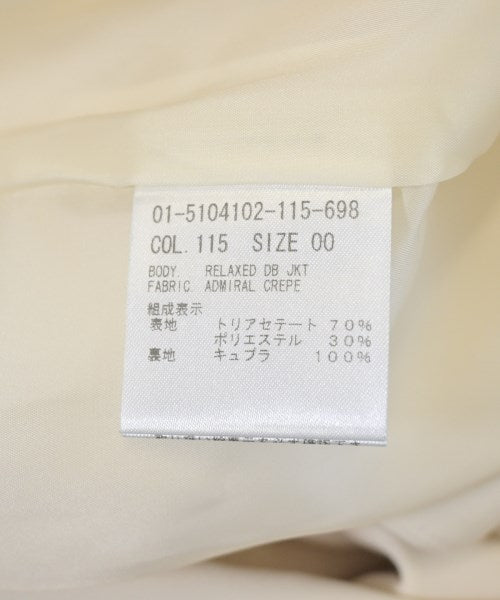 01-5104102-115-698
COL. 115 SIZE 00
BODY. RELAXED DB JKT
FABRIC. ADMIRAL CREPE
組成表示
表地 トリアセテート 70%
ポリエステル 30%
裏地 キュプラ 100%